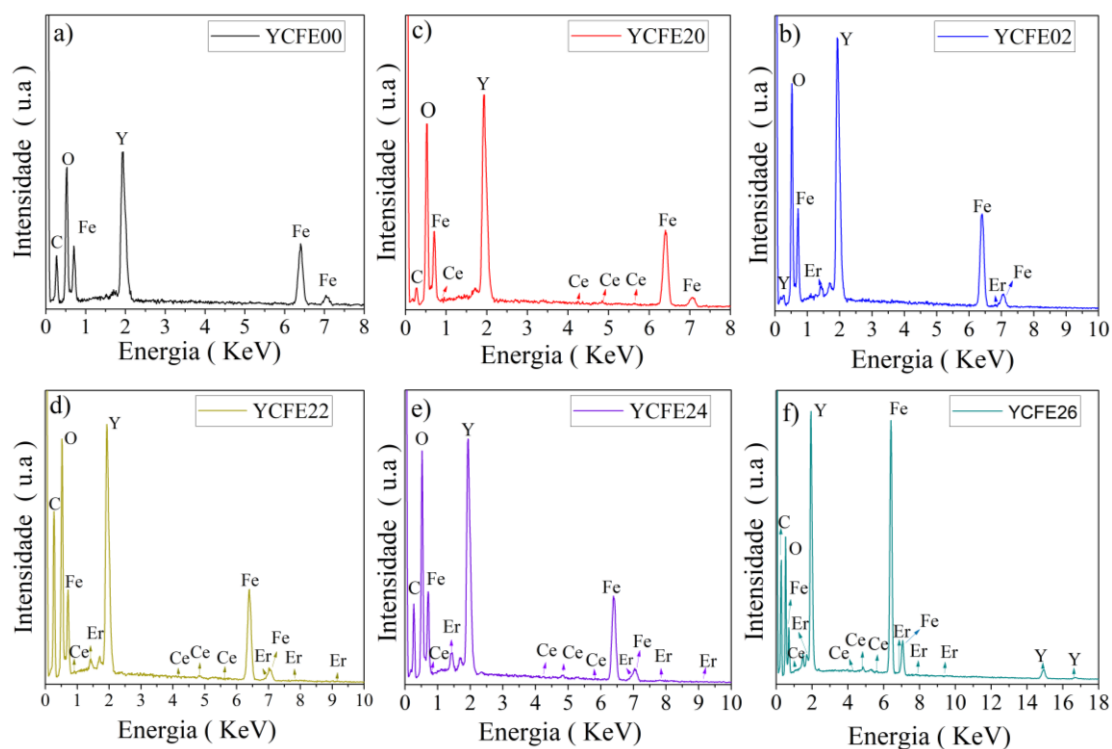 a)
YCFE00
Intensidade ( u.a )
C
O
Fe
Y
Fe
Fe
0 1 2 3 4 5 6 7 8
Energia ( KeV)
c)
YCFE20
Intensidade ( u.a )
C
O
Fe
Ce
Y
Ce
Ce
Ce
Fe
Fe
0 1 2 3 4 5 6 7 8
Energia ( KeV)
b)
YCFE02
Intensidade ( u.a )
Y
O
Fe
Er
Y
Fe
Er
Fe
0 1 2 3 4 5 6 7 8 9 10
Energia ( KeV)
d)
YCFE22
Intensidade ( u.a )
C
O
Fe
Ce
Er
Y
Ce
Ce
Ce
Fe
Er
Fe
Er
Er
0 1 2 3 4 5 6 7 8 9 10
Energia ( KeV)
e)
YCFE24
Intensidade ( u.a )
C
O
Fe
Ce
Er
Y
Ce
Ce
Ce
Fe
Er
Fe
Er
Er
0 1 2 3 4 5 6 7 8 9 10
Energia ( KeV)
f)
YCFE26
Intensidade ( u.a )
C
O
Fe
Er
Ce
Y
Ce
Ce
Ce
Fe
Er
Fe
Er
Er
Y
Y
0 2 4 6 8 10 12 14 16 18
Energia ( KeV)